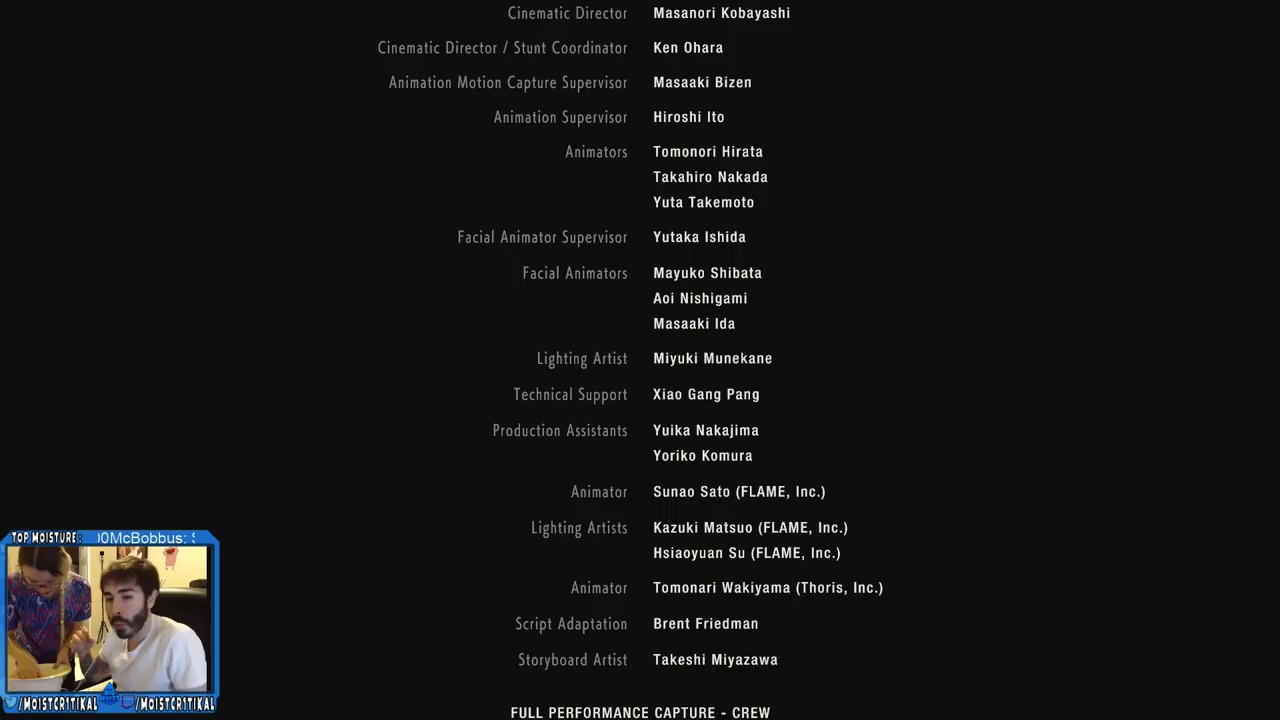 Cinematic Director Masanori Kobayashi
Cinematic Director / Stunt Coordinator Ken Ohara
Animation Motion Capture Supervisor Masaaki Bizen
Animation Supervisor Hiroshi Ito
Animators Tomonori Hirata
Takahiro Nakada
Yuta Takemoto
Facial Animator Supervisor Yutaka Ishida
Facial Animators Mayuko Shibata
Aoi Nishigami
Masaaki Ida
Lighting Artist Miyuki Munekane
Technical Support Xiao Gang Pang
Production Assistants Yuika Nakajima
Yoriko Komura
Animator Sunao Sato (FLAME, Inc.)
Lighting Artists Kazuki Matsuo (FLAME, Inc.)
Hsiaoyuan Su (FLAME, Inc.)
Animator Tomonari Wakiyama (Thoris, Inc.)
Script Adaptation Brent Friedman
Storyboard Artist Takeshi Miyazawa
FULL PERFORMANCE CAPTURE - CREW
TOP MOISTURE: 00McBobbus:
BIG MOIST
/MOISTCR1TIKAL /MOISTCR1TIKAL